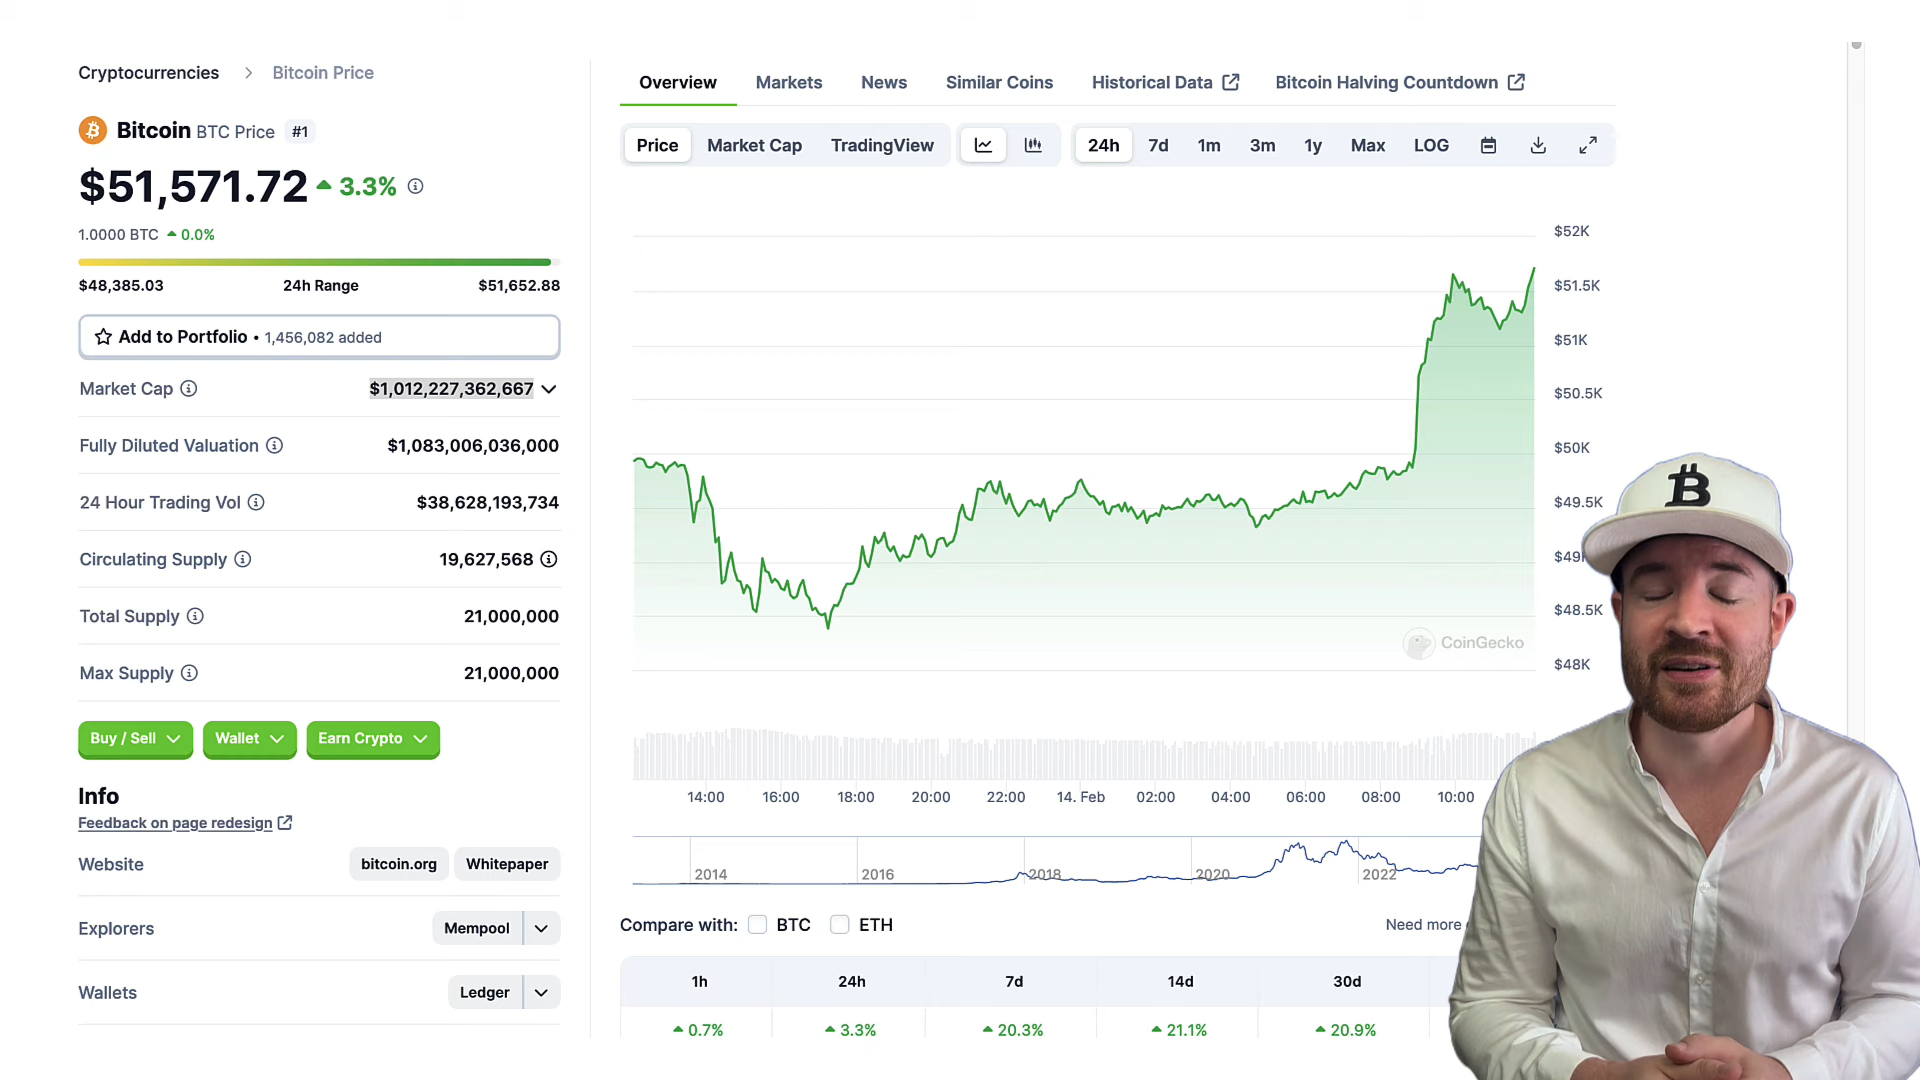 Cryptocurrencies > Bitcoin Price
Bitcoin BTC Price #1
$51,571.72 3.3%
1.0000 BTC 0.0%
$48,385.03 24h Range $51,652.88
Add to Portfolio • 1,456,082 added
Market Cap $1,012,227,362,667
Fully Diluted Valuation $1,083,006,036,000
24 Hour Trading Vol $38,628,193,734
Circulating Supply 19,627,568
Total Supply 21,000,000
Max Supply 21,000,000
Buy / Sell Wallet Earn Crypto
Info
Feedback on page redesign
Website bitcoin.org Whitepaper
Explorers Mempool
Wallets Ledger
Overview Markets News Similar Coins Historical Data Bitcoin Halving Countdown
Price Market Cap TradingView 24h 7d 1m 3m 1y Max LOG
$52K
$51.5K
$51K
$50.5K
$50K
$49.5K
$48.5K
$48K
CoinGecko
14:00 16:00 18:00 20:00 22:00 14. Feb 02:00 04:00 06:00 08:00 10:00
2014 2016 2018 2020 2022
Compare with: BTC ETH Need more
1h 24h 7d 14d 30d
0.7% 3.3% 20.3% 21.1% 20.9%